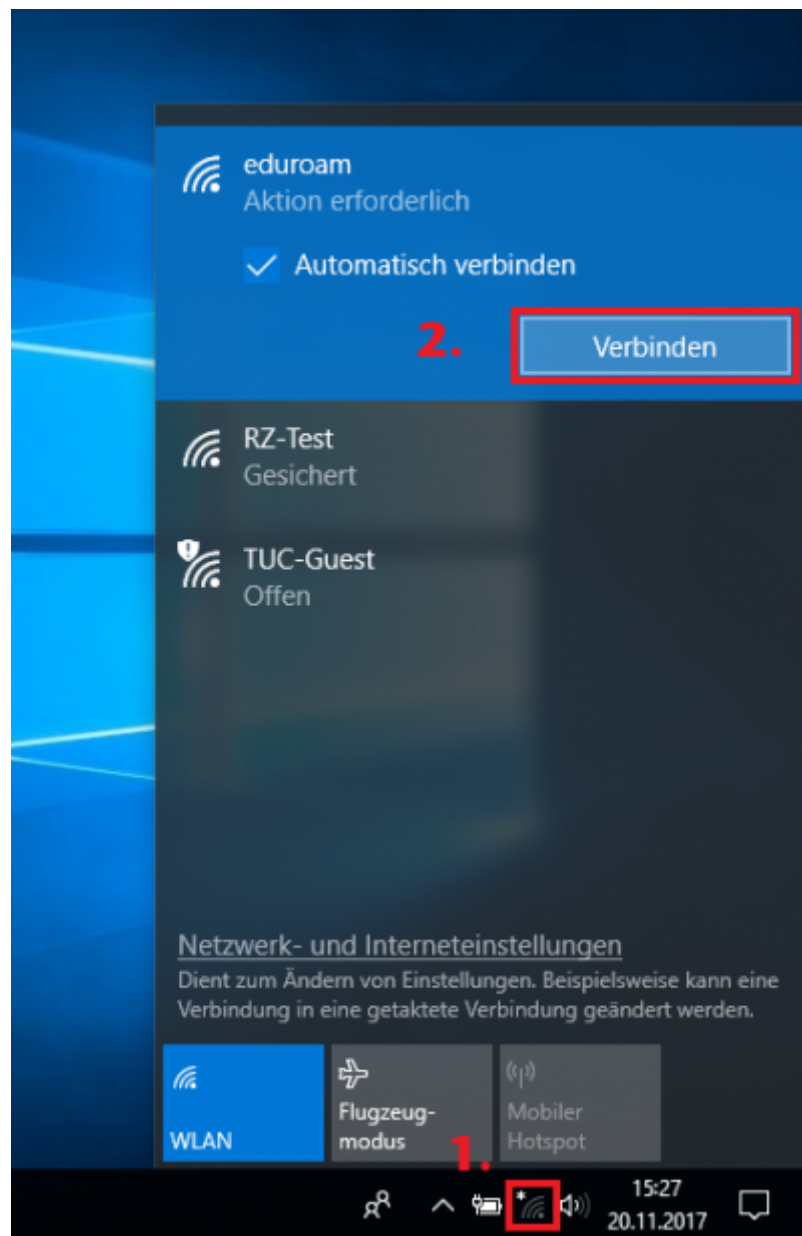 eduroam
Aktion erforderlich
Automatisch verbinden
2.
Verbinden
RZ-Test
Gesichert
TUC-Guest
Offen
Netzwerk- und Interneteinstellungen
Dient zum Ändern von Einstellungen. Beispielsweise kann eine
Verbindung in eine getaktete Verbindung geändert werden.
WLAN
Flugzeug-
modus
Mobiler
Hotspot
1.
15:27
20.11.2017